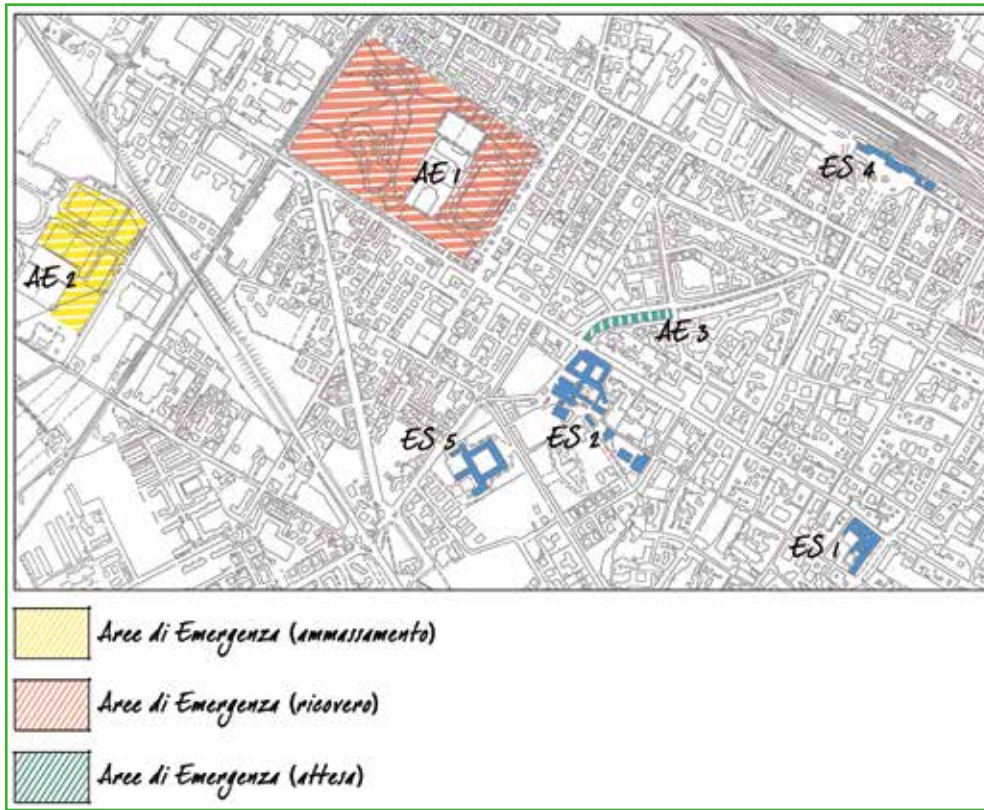 AE 1
ES 4
AE 2
AE 3
ES 5
ES 2
ES 1
Aree di Emergenza (ammassamento)
Aree di Emergenza (ricovero)
Aree di Emergenza (attesa)